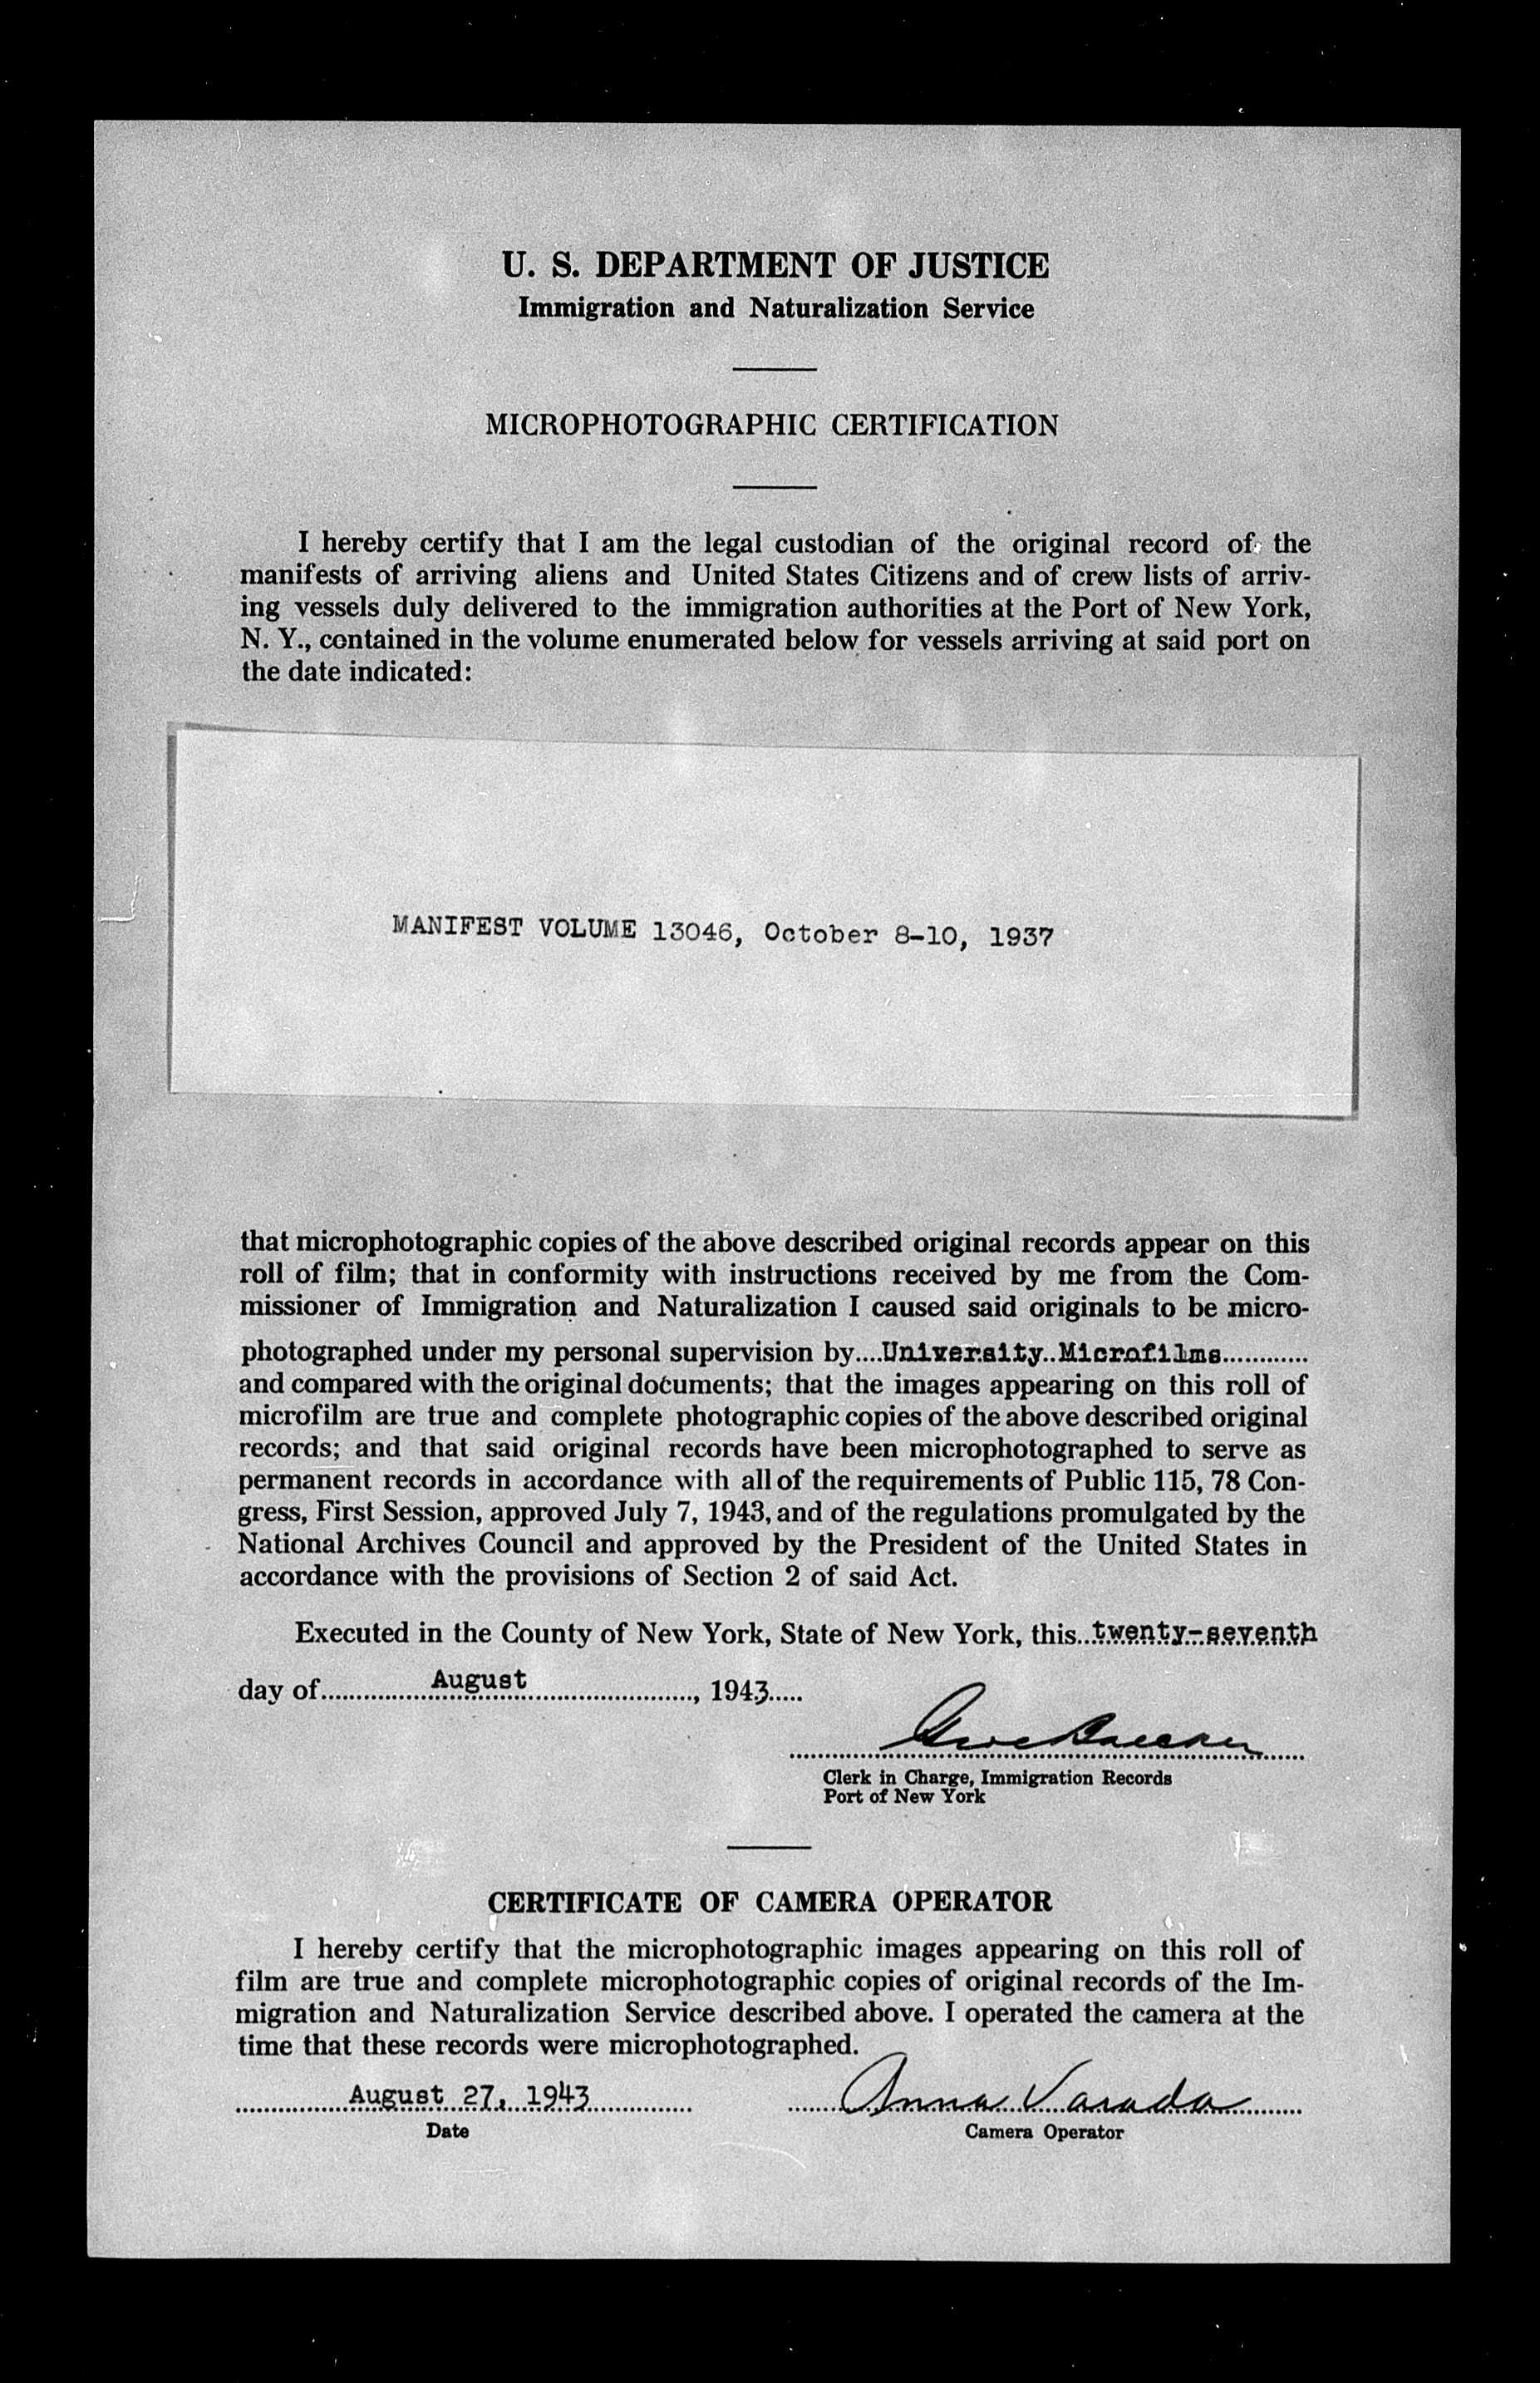 U. S. DEPARTMENT OF JUSTICE
Immigration and Naturalization Service
MICROPHOTOGRAPHIC CERTIFICATION
I hereby certify that I am the legal custodian of the original record of the
manifests of arriving aliens and United States Citizens and of crew lists of arriv-
ing vessels duly delivered to the immigration authorities at the Port of New York,
N. Y., contained in the volume enumerated below for vessels arriving at said port on
the date indicated:
MANIFEST VOLUME 13046, October 8-10, 1937
that microphotographic copies of the above described original records appear on this
roll of film; that in conformity with instructions received by me from the Com-
missioner of Immigration and Naturalization I caused said originals to be micro-
photographed under my personal supervision by....University..Microfilms............
and compared with the original documents; that the images appearing on this roll of
microfilm are true and complete photographic copies of the above described original
records; and that said original records have been microphotographed to serve as
permanent records in accordance with all of the requirements of Public 115, 78 Con-
gress, First Session, approved July 7, 1943, and of the regulations promulgated by the
National Archives Council and approved by the President of the United States in
accordance with the provisions of Section 2 of said Act.
Executed in the County of New York, State of New York, this...twenty-seventh
day of................August........................, 1943.....
Clerk in Charge, Immigration Records
Port of New York
CERTIFICATE OF CAMERA OPERATOR
I hereby certify that the microphotographic images appearing on this roll of
film are true and complete microphotographic copies of original records of the Im-
migration and Naturalization Service described above. I operated the camera at the
time that these records were microphotographed.
August 27, 1943 Anna Varada
Date Camera Operator